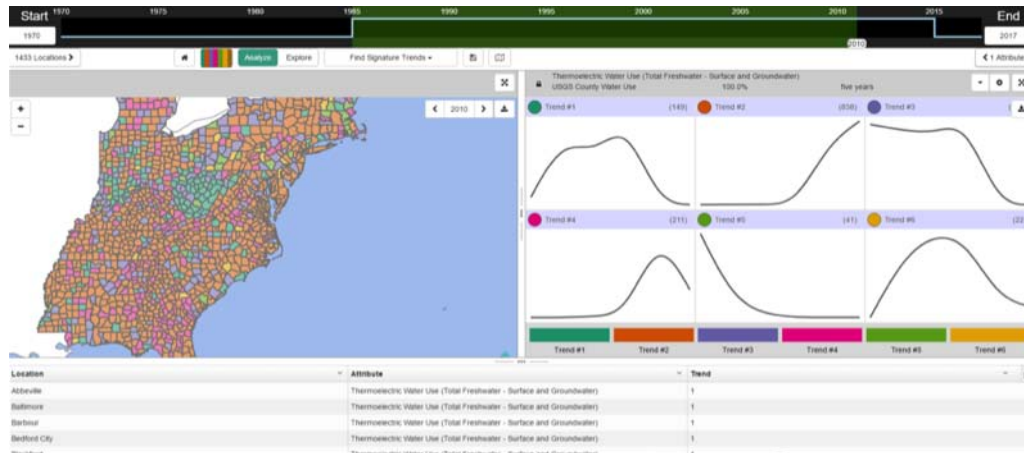 Start 1970 1975 1980 1985 1990 1995 2000 2005 2010 2015 End
1970 2010 2017
1433 Locations Analyze Explore Find Signature Trends 1 Attribute
Thermoelectric Water Use (Total Freshwater - Surface and Groundwater)
USGS County Water Use 100.0% five years
+ 2010
−
Trend #1 (149) Trend #2 (838) Trend #3
Trend #4 (211) Trend #5 (41) Trend #6 (22
Trend #1 Trend #2 Trend #3 Trend #4 Trend #5 Trend #6
Location Attribute Trend
Abbeville Thermoelectric Water Use (Total Freshwater - Surface and Groundwater) 1
Baltimore Thermoelectric Water Use (Total Freshwater - Surface and Groundwater) 1
Barbour Thermoelectric Water Use (Total Freshwater - Surface and Groundwater) 1
Bedford City Thermoelectric Water Use (Total Freshwater - Surface and Groundwater) 1